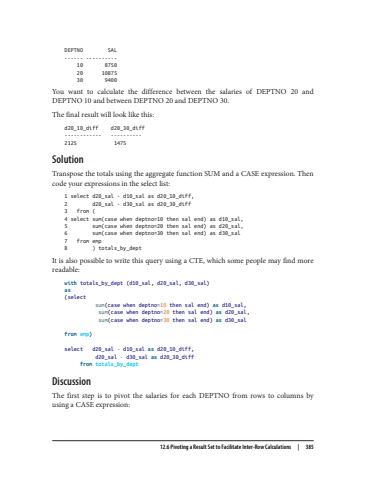 DEPTNO        SAL
------ ----------
    10       8750
    20      10875
    30       9400
You want to calculate the difference between the salaries of DEPTNO 20 and
DEPTNO 10 and between DEPTNO 20 and DEPTNO 30.
The final result will look like this:
d20_10_diff   d20_30_diff
------------   ----------
2125           1475
Solution
Transpose the totals using the aggregate function SUM and a CASE expression. Then
code your expressions in the select list:
1 select d20_sal - d10_sal as d20_10_diff,
2        d20_sal - d30_sal as d20_30_diff
3   from (
4 select sum(case when deptno=10 then sal end) as d10_sal,
5        sum(case when deptno=20 then sal end) as d20_sal,
6        sum(case when deptno=30 then sal end) as d30_sal
7   from emp
8        ) totals_by_dept
It is also possible to write this query using a CTE, which some people may find more
readable:
with totals_by_dept (d10_sal, d20_sal, d30_sal)
as
(select
          sum(case when deptno=10 then sal end) as d10_sal,
           sum(case when deptno=20 then sal end) as d20_sal,
           sum(case when deptno=30 then sal end) as d30_sal
from emp)
select   d20_sal - d10_sal as d20_10_diff,
         d20_sal - d30_sal as d20_30_diff
     from totals_by_dept
Discussion
The first step is to pivot the salaries for each DEPTNO from rows to columns by
using a CASE expression:
12.6 Pivoting a Result Set to Facilitate Inter-Row Calculations | 385